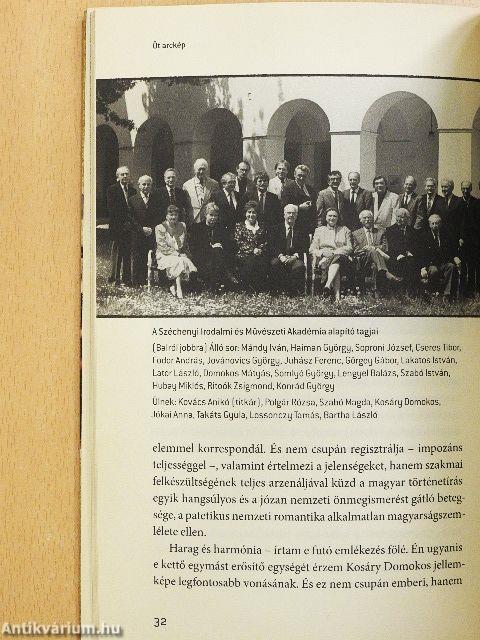 Öt arckép
A Széchenyi Irodalmi és Művészeti Akadémia alapító tagjai
(Balról jobbra) Álló sor: Mándy Iván, Haiman György, Soproni József, Cseres Tibor,
Fodor András, Jovánovics György, Juhász Ferenc, Görgey Gábor, Lakatos István,
Lator László, Domokos Mátyás, Somlyó György, Lengyel Balázs, Szabó István,
Hubay Miklós, Ritoók Zsigmond, Konrád György
Ülnek: Kovács Anikó (titkár), Polgár Rózsa, Szabó Magda, Kosáry Domokos,
Jókai Anna, Takáts Gyula, Lossonczy Tamás, Bartha László
elemmel korrespondál. És nem csupán regisztrálja – impozáns
teljességgel –, valamint értelmezi a jelenségeket, hanem szakmai
felkészültségének teljes arzenáljával küzd a magyar történetírás
egyik hangsúlyos és a józan nemzeti önmegismerést gátló beteg-
sége, a patetikus nemzeti romantika alkalmatlan magyarságszem-
lélete ellen.
Harag és harmónia – írtam e futó emlékezés fölé. Én ugyanis
e kettő egymást erősítő egységét érzem Kosáry Domokos jellem-
képe legfontosabb vonásának. És ez nem csupán emberi, hanem
32
Antikvárium.hu